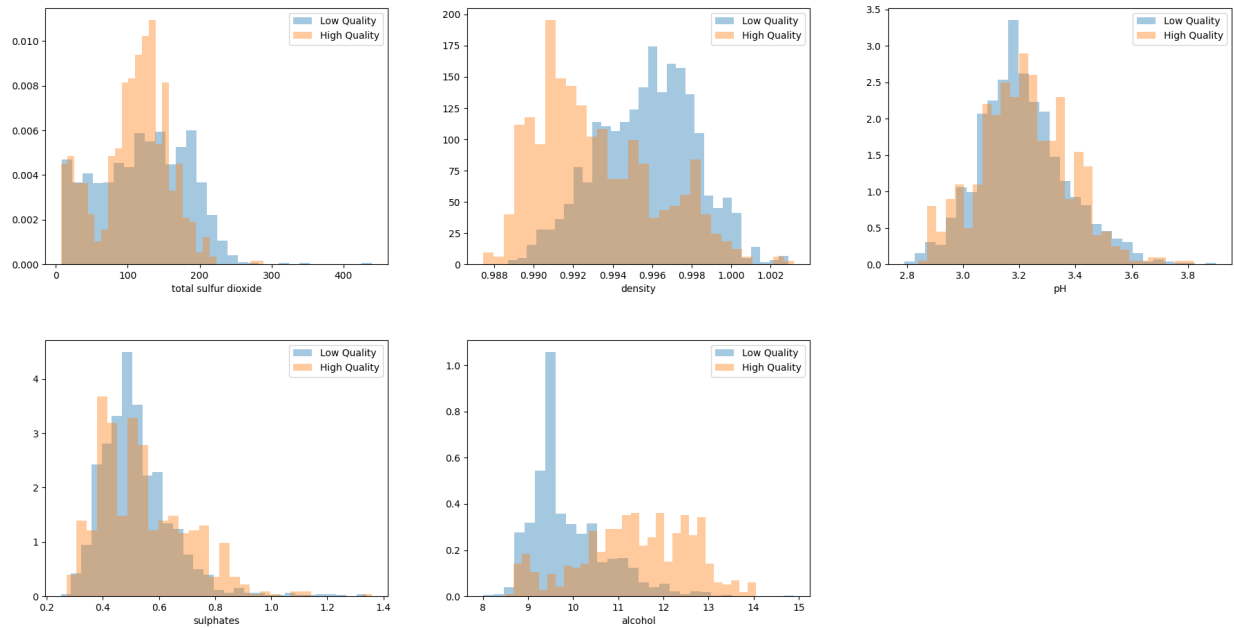 Low Quality
High Quality
0.010
0.008
0.006
0.004
0.002
0.000
0 100 200 300 400
total sulfur dioxide
Low Quality
High Quality
200
175
150
125
100
75
50
25
0
0.988 0.990 0.992 0.994 0.996 0.998 1.000 1.002
density
Low Quality
High Quality
3.5
3.0
2.5
2.0
1.5
1.0
0.5
0.0
2.8 3.0 3.2 3.4 3.6 3.8
pH
Low Quality
High Quality
4
3
2
1
0
0.2 0.4 0.6 0.8 1.0 1.2 1.4
sulphates
Low Quality
High Quality
1.0
0.8
0.6
0.4
0.2
0.0
8 9 10 11 12 13 14 15
alcohol